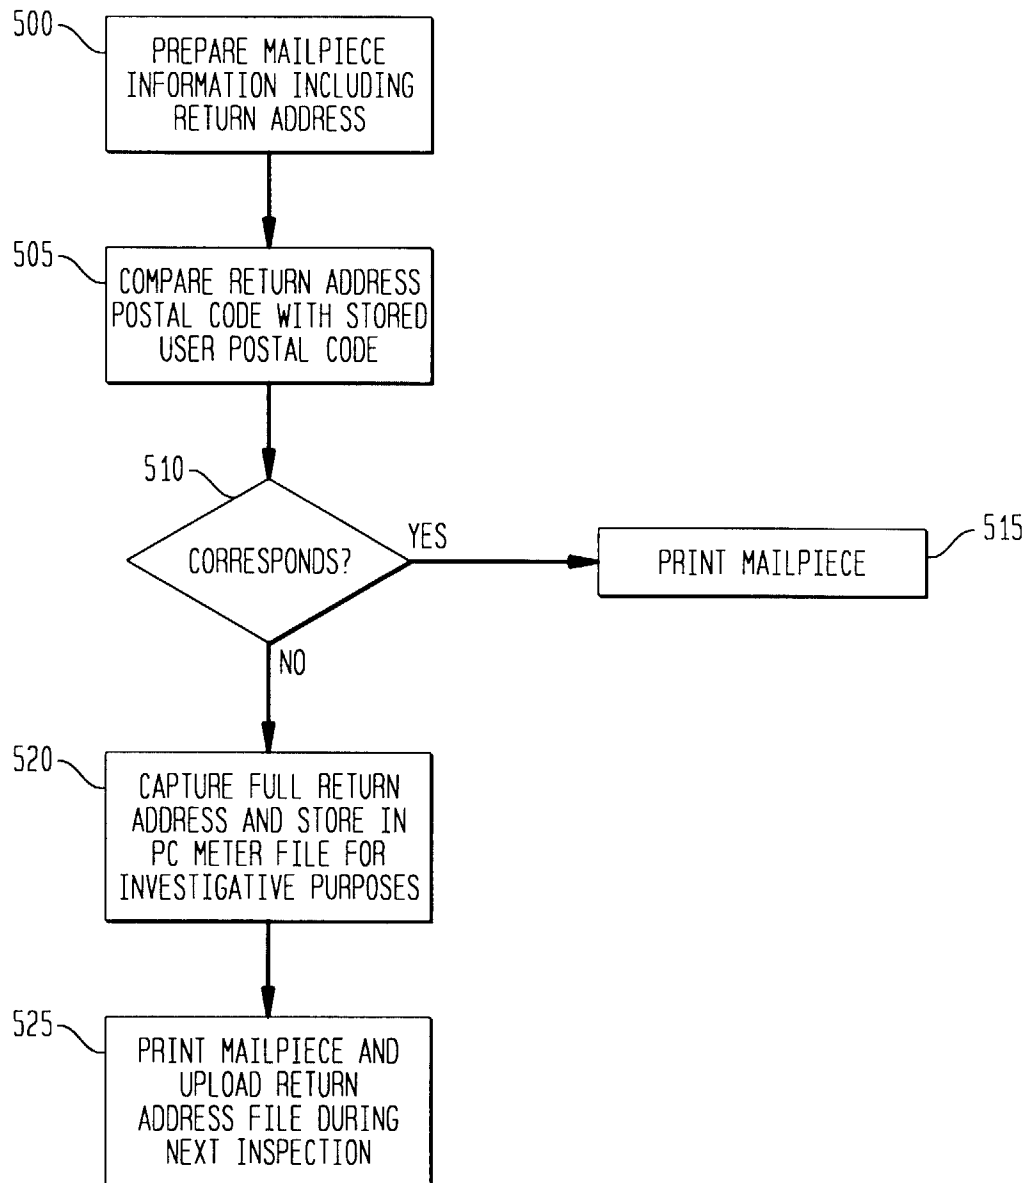 500
PREPARE MAILPIECE
INFORMATION INCLUDING
RETURN ADDRESS
505
COMPARE RETURN ADDRESS
POSTAL CODE WITH STORED
USER POSTAL CODE
510
CORRESPONDS?
YES
515
PRINT MAILPIECE
NO
520
CAPTURE FULL RETURN
ADDRESS AND STORE IN
PC METER FILE FOR
INVESTIGATIVE PURPOSES
525
PRINT MAILPIECE AND
UPLOAD RETURN
ADDRESS FILE DURING
NEXT INSPECTION